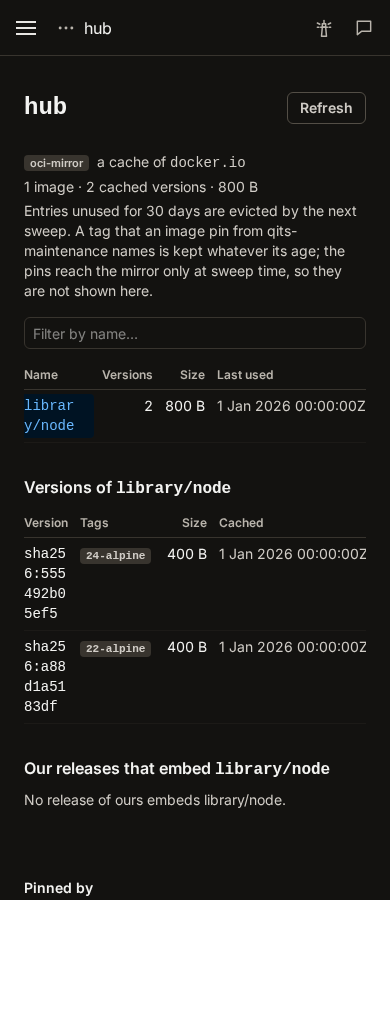 hub
hub
Refresh
oci-mirror a cache of docker.io
1 image · 2 cached versions · 800 B
Entries unused for 30 days are evicted by the next
sweep. A tag that an image pin from qits-
maintenance names is kept whatever its age; the
pins reach the mirror only at sweep time, so they
are not shown here.
Filter by name...
Name Versions Size Last used
librar
y/node 2 800 B 1 Jan 2026 00:00:00Z
Versions of library/node
Version Tags Size Cached
sha25 24-alpine 400 B 1 Jan 2026 00:00:00Z
6:555
492b0
5ef5
sha25 22-alpine 400 B 1 Jan 2026 00:00:00Z
6:a88
d1a51
83df
Our releases that embed library/node
No release of ours embeds library/node.
Pinned by